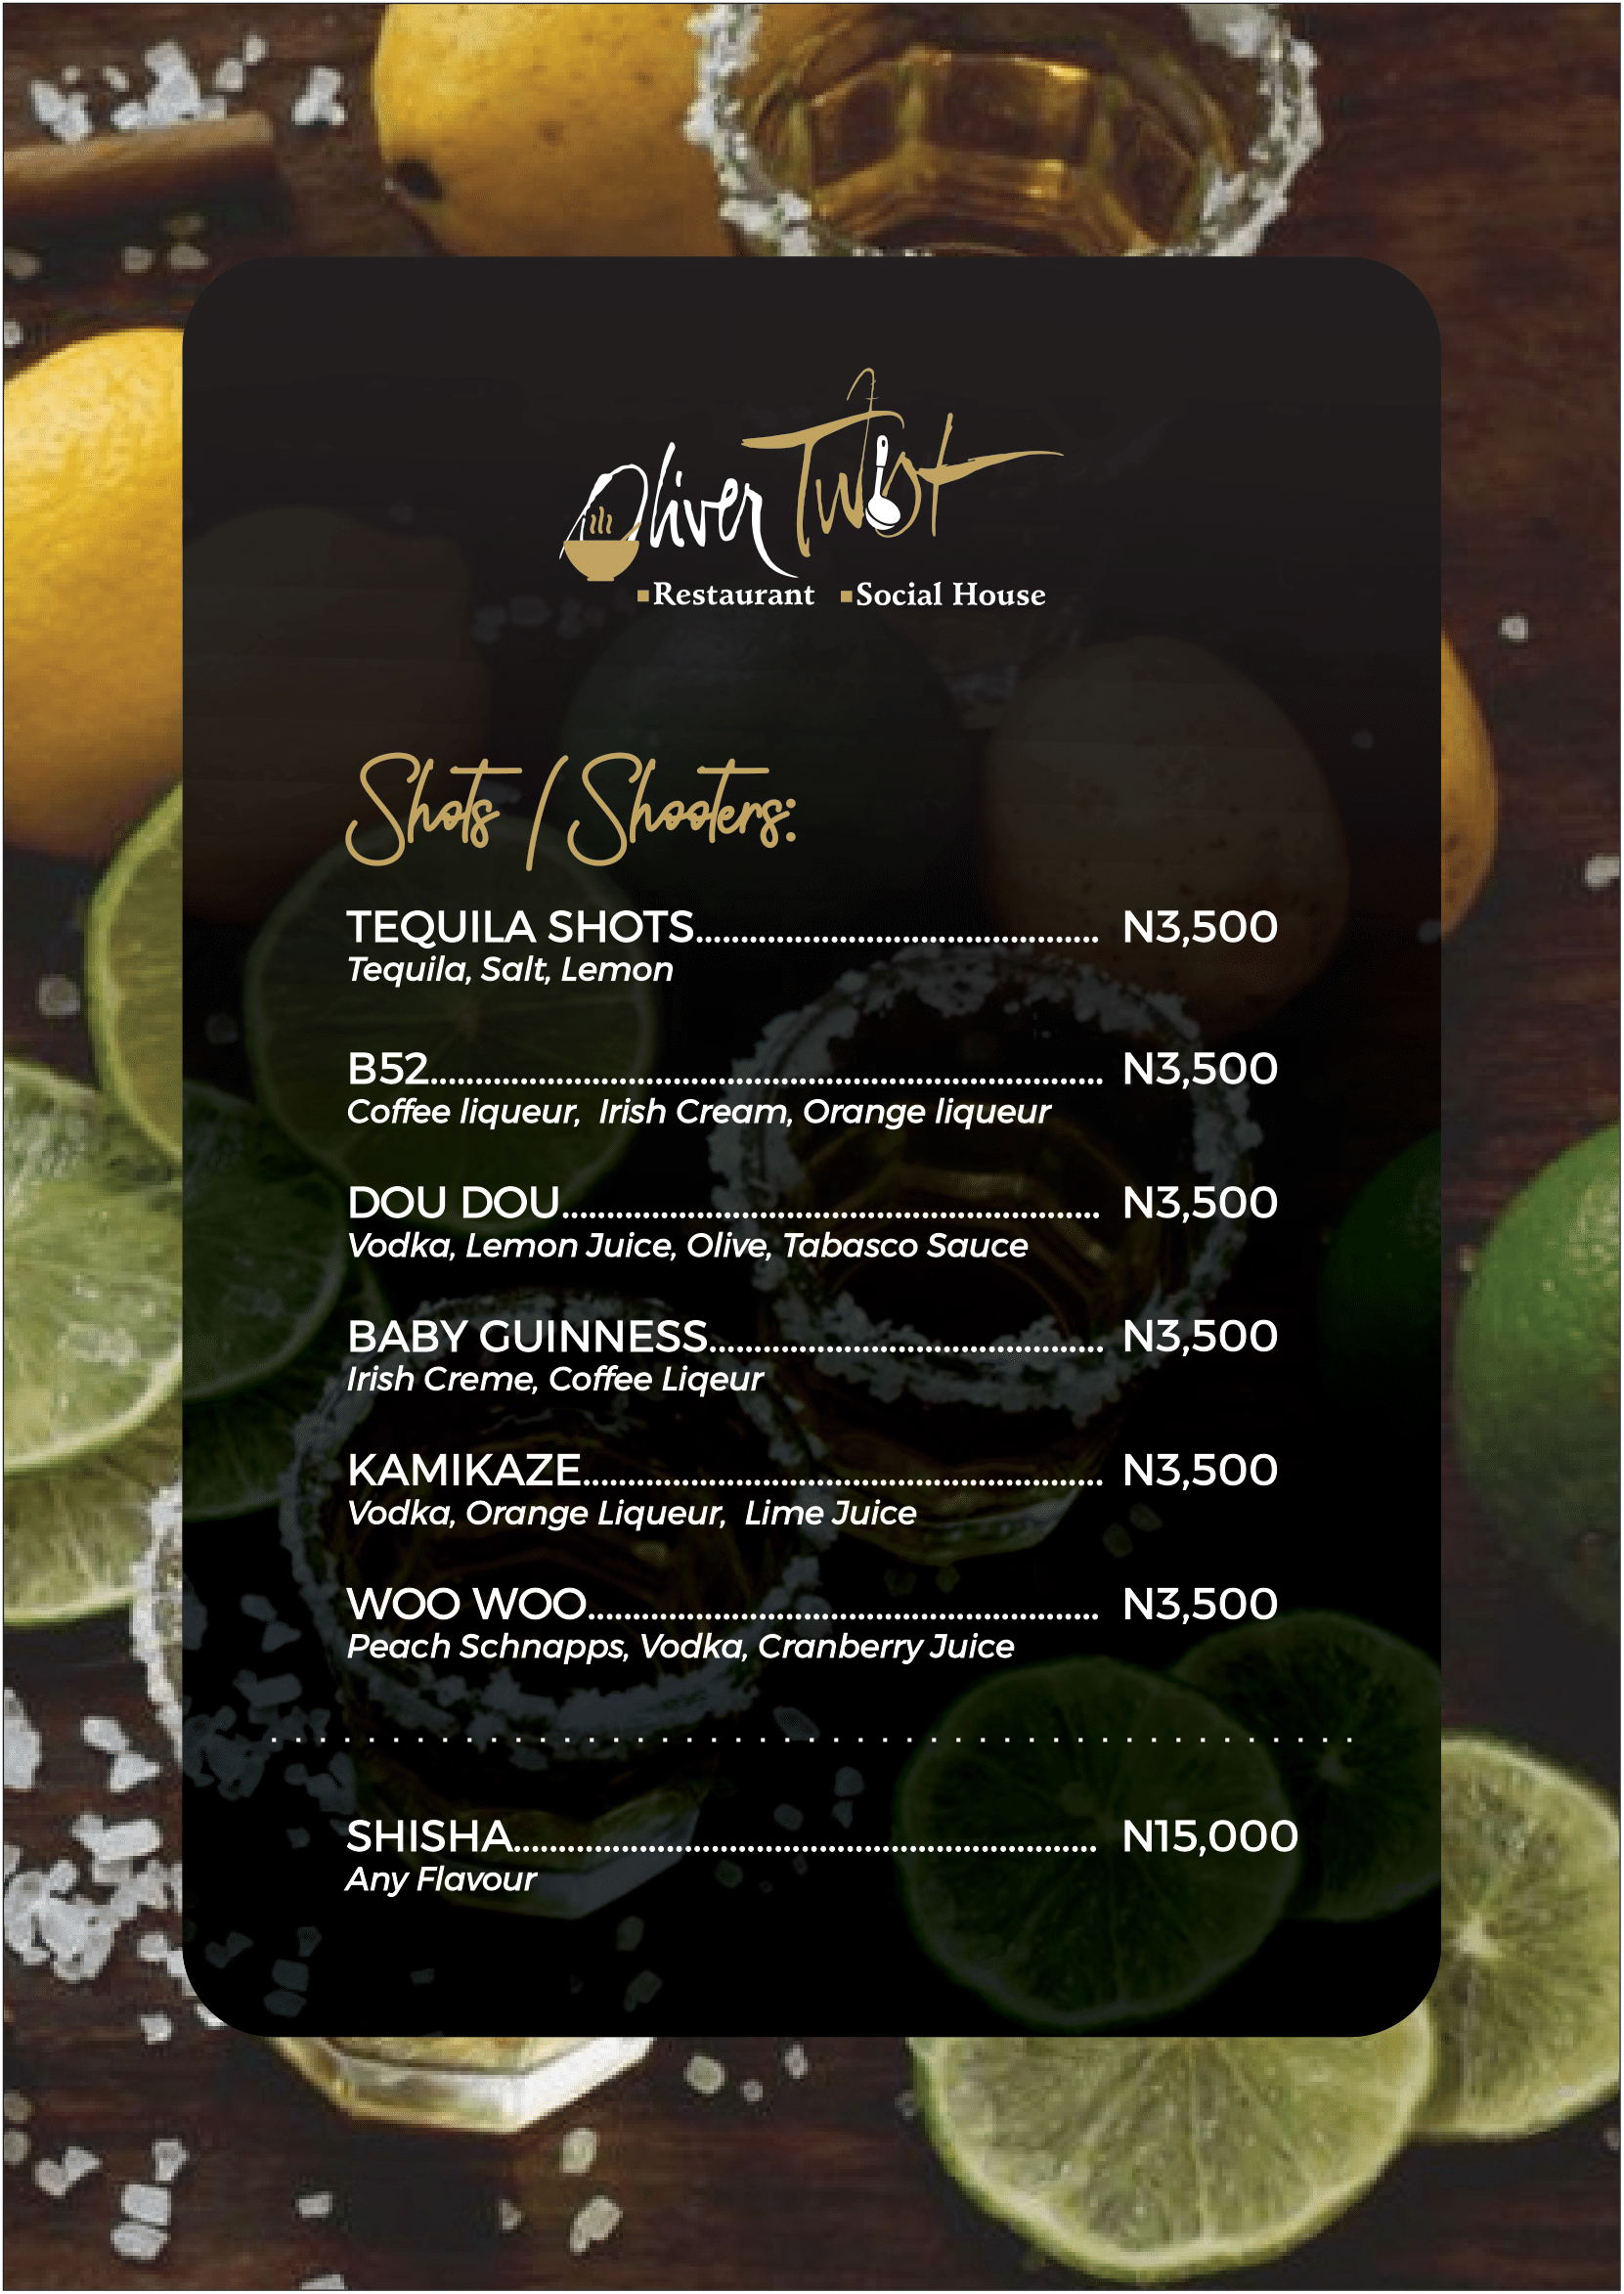 Oliver Twist
Restaurant Social House
Shots / Shooters:
TEQUILA SHOTS............................................. N3,500
Tequila, Salt, Lemon
B52........................................................................... N3,500
Coffee liqueur, Irish Cream, Orange liqueur
DOU DOU............................................................ N3,500
Vodka, Lemon Juice, Olive, Tabasco Sauce
BABY GUINNESS............................................ N3,500
Irish Creme, Coffee Liqeur
KAMIKAZE.......................................................... N3,500
Vodka, Orange Liqueur, Lime Juice
WOO WOO......................................................... N3,500
Peach Schnapps, Vodka, Cranberry Juice
SHISHA................................................................. N15,000
Any Flavour